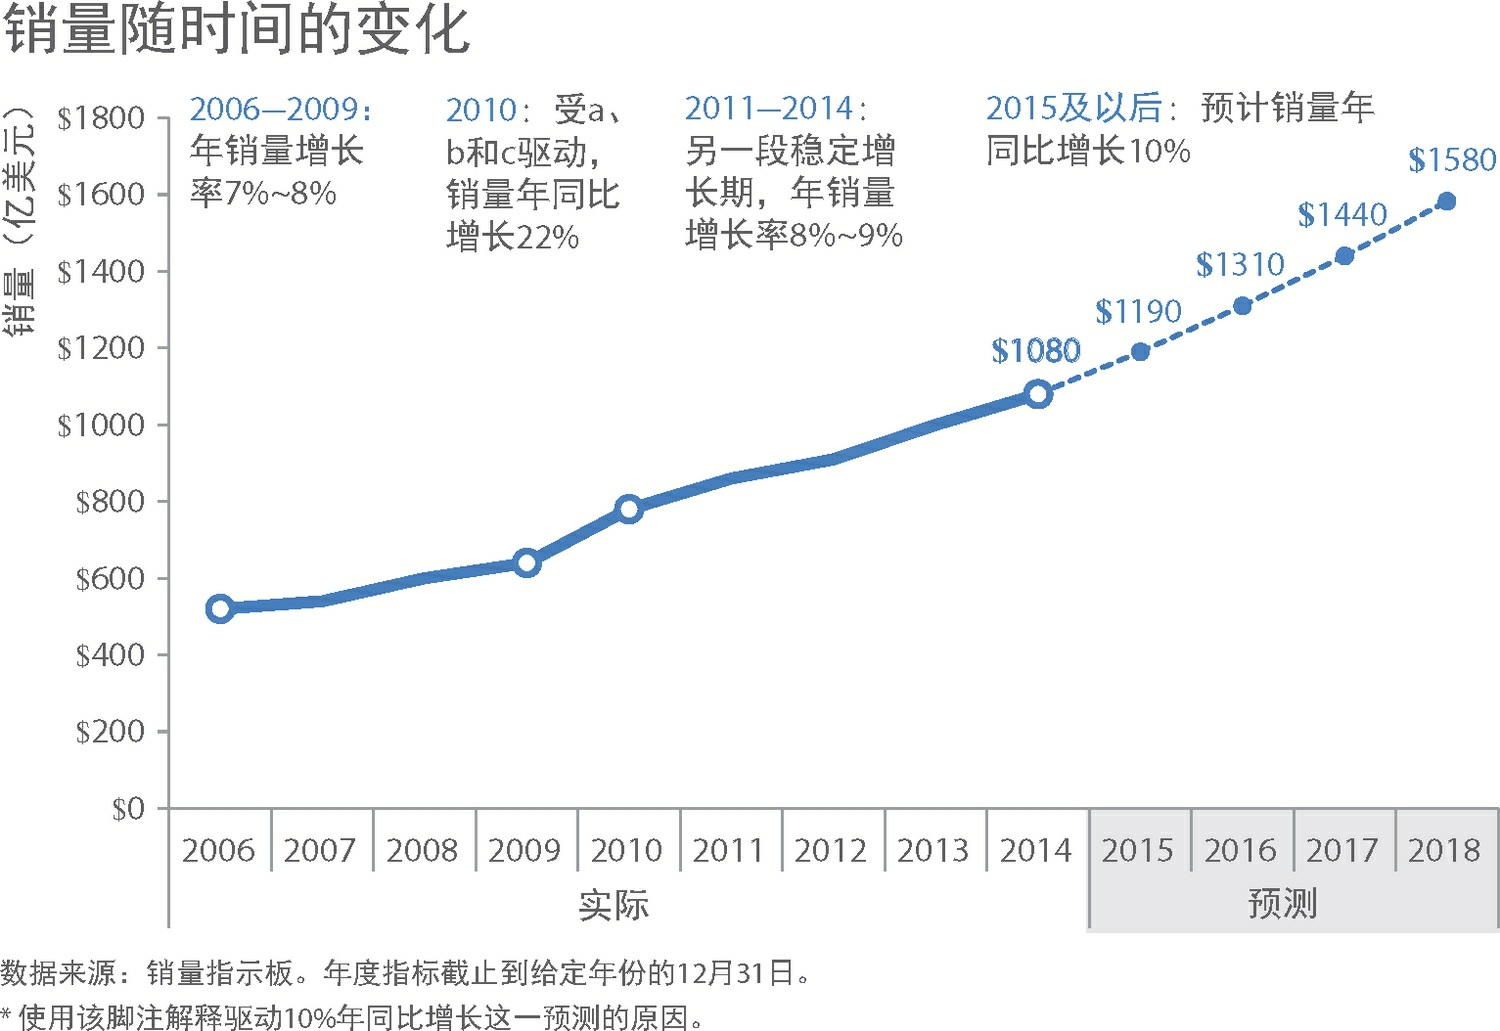 销量随时间的变化
销量（亿美元）
$1800
$1600
$1400
$1200
$1000
$800
$600
$400
$200
$0
2006—2009：
年销量增长
率7%~8%
2010：受a、
b和c驱动，
销量年同比
增长22%
2011—2014：
另一段稳定增
长期，年销量
增长率8%~9%
2015及以后：预计销量年
同比增长10%
$1080
$1190
$1310
$1440
$1580
2006 2007 2008 2009 2010 2011 2012 2013 2014 2015 2016 2017 2018
实际 预测
数据来源：销量指示板。年度指标截止到给定年份的12月31日。
* 使用该脚注解释驱动10%年同比增长这一预测的原因。